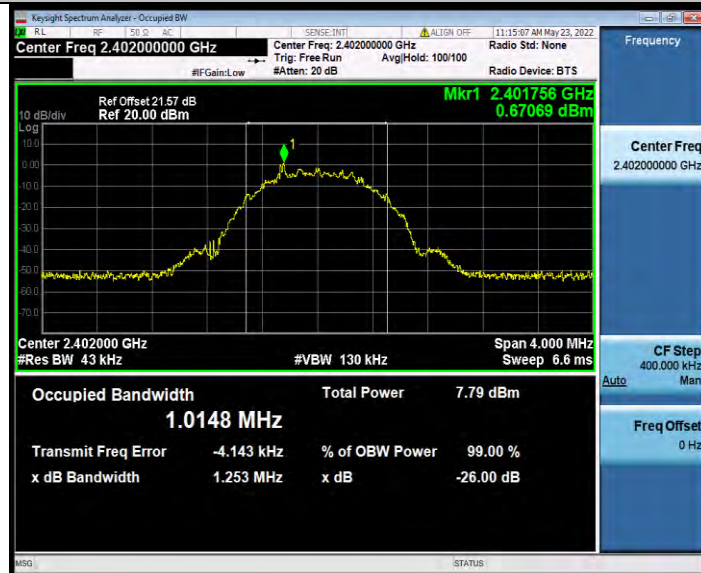 Keysight Spectrum Analyzer - Occupied BW
RL RF 50 Ω AC SENSE:INT ALIGN OFF 11:15:07 AM May 23, 2022
Center Freq 2.402000000 GHz Center Freq: 2.402000000 GHz Radio Std: None Frequency
Trig: Free Run Avg|Hold: 100/100
#IFGain:Low #Atten: 20 dB Radio Device: BTS
Ref Offset 21.57 dB Mkr1 2.401756 GHz
10 dB/div Ref 20.00 dBm 0.67069 dBm
Log
10.0
1
Center Freq
2.402000000 GHz
0.00
-10.0
-20.0
-30.0
-40.0
-50.0
-60.0
-70.0
Center 2.402000 GHz Span 4.000 MHz
#Res BW 43 kHz #VBW 130 kHz Sweep 6.6 ms
CF Step
400.000 kHz
Auto Man
Occupied Bandwidth Total Power 7.79 dBm
1.0148 MHz
Freq Offset
0 Hz
Transmit Freq Error -4.143 kHz % of OBW Power 99.00 %
x dB Bandwidth 1.253 MHz x dB -26.00 dB
MSG STATUS